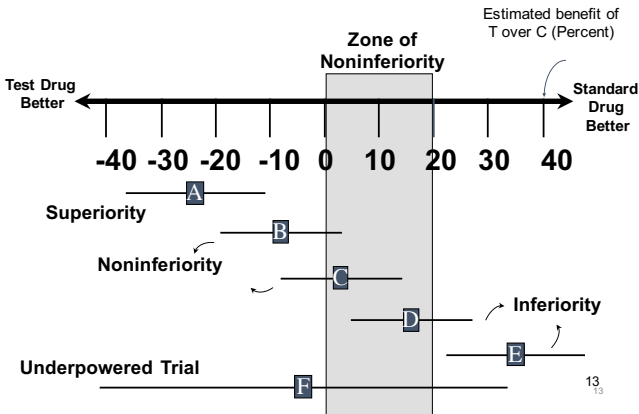 Estimated benefit of
T over C (Percent)
Zone of
Noninferiority
Test Drug
Better
Standard
Drug
Better
-40 -30 -20 -10 0 10 20 30 40
A
Superiority
B
Noninferiority
C
D
Inferiority
E
Underpowered Trial
F
13
13